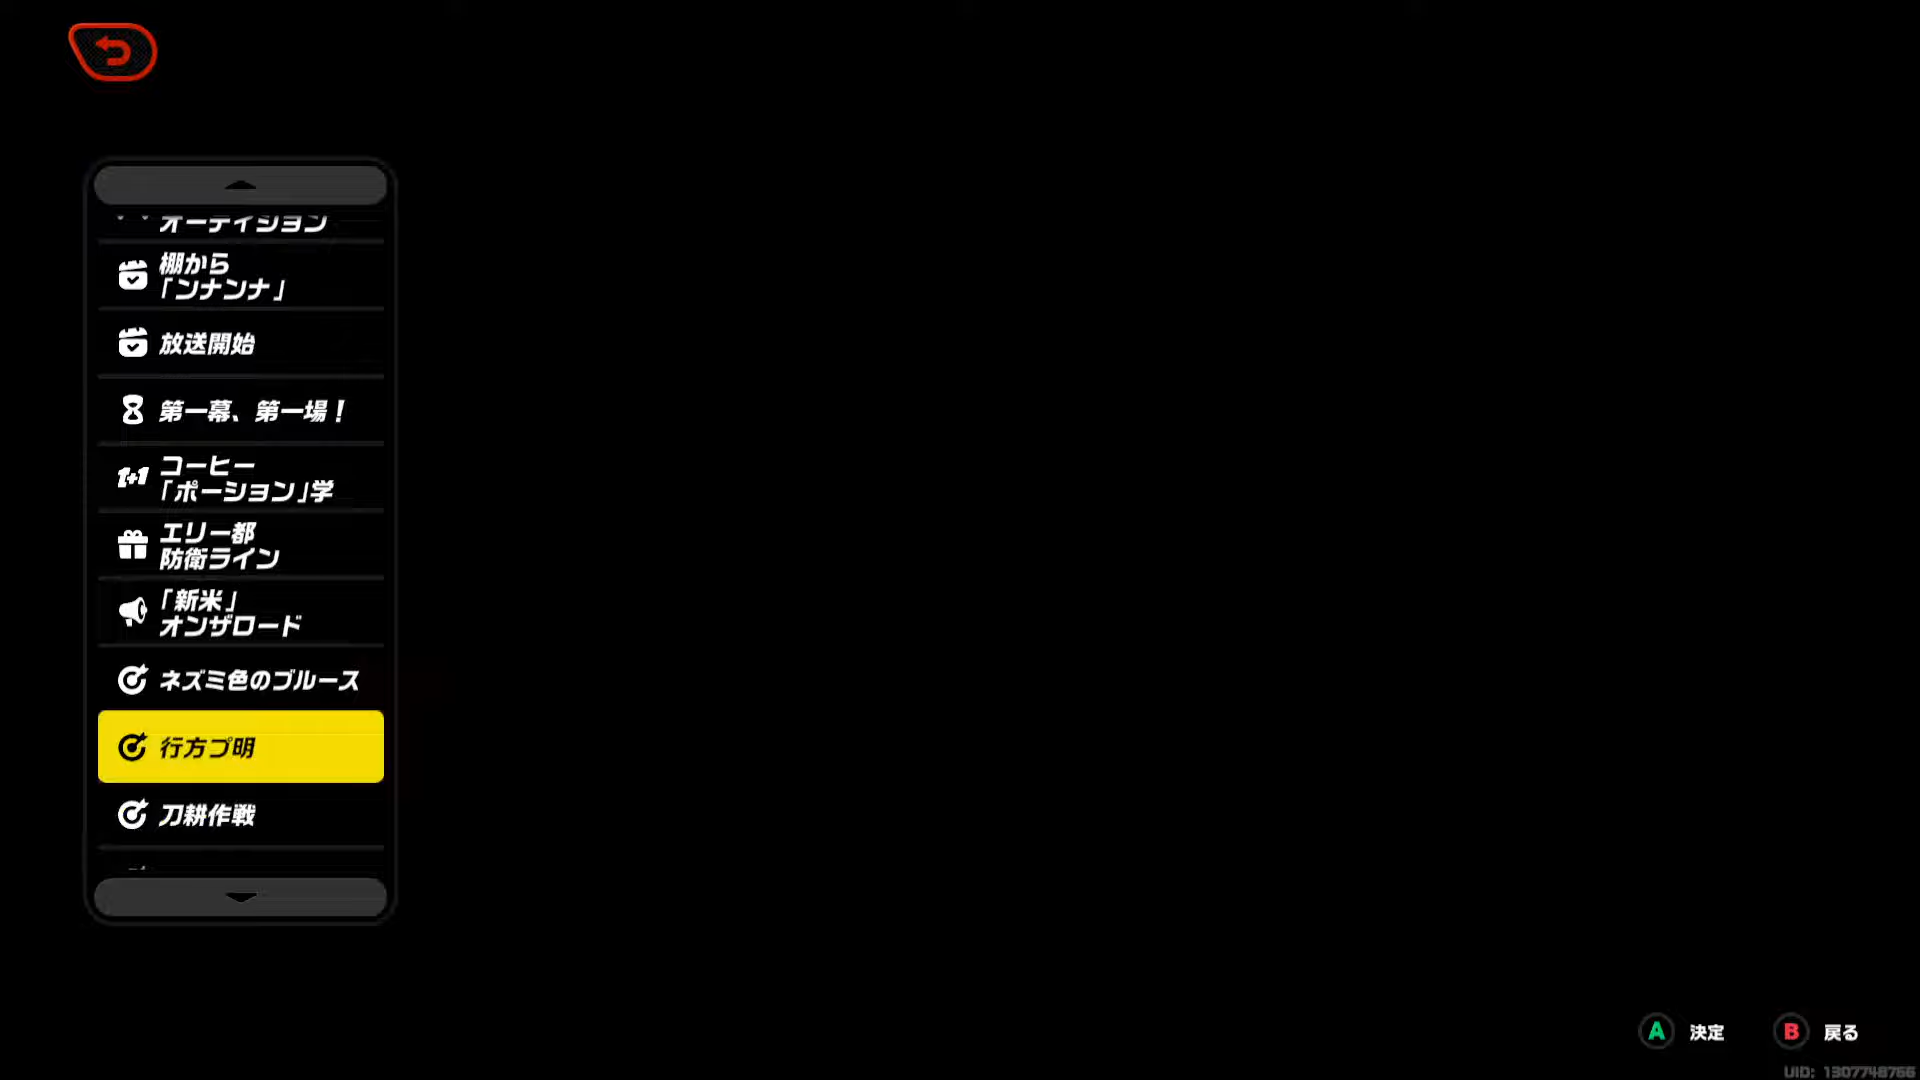 オーディション
棚から
「ンナンナ」
放送開始
第一幕、第一場！
コーヒー
「ポーション」学
エリー都
防衛ライン
「新米」
オンザロード
ネズミ色のブルース
行方プ明
刀耕作戦
A 決定 B 戻る
UID: 1307748766